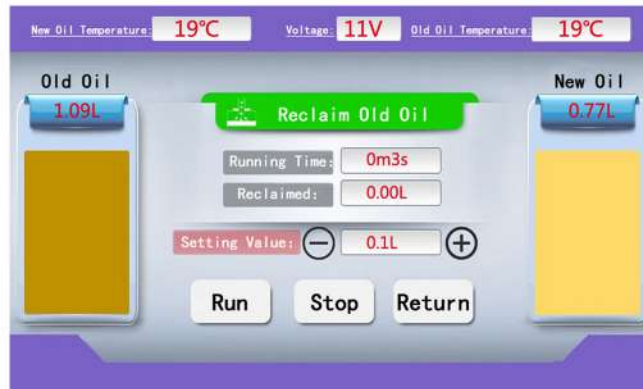 New Oil Temperature: 19℃ Voltage: 11V Old Oil Temperature: 19℃
Old Oil
1.09L
New Oil
0.77L
Reclaim Old Oil
Running Time: 0m3s
Reclaimed: 0.00L
Setting Value: − 0.1L +
Run Stop Return